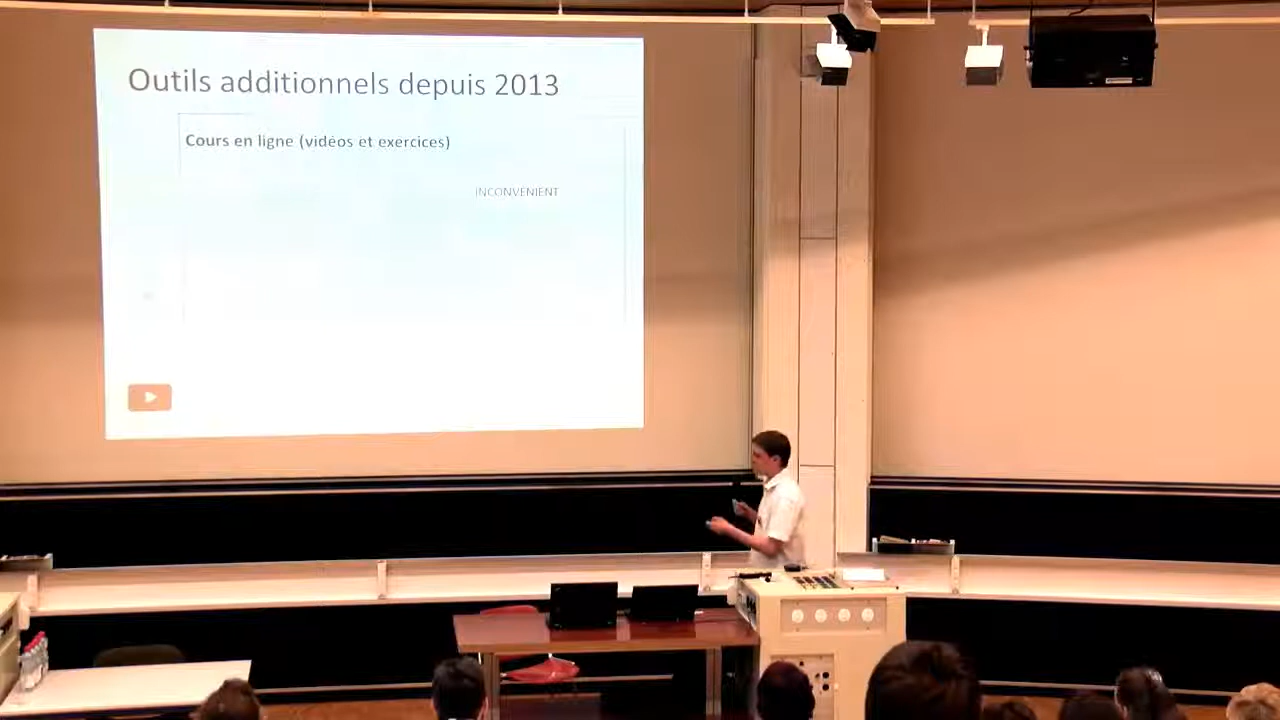 Outils additionnels depuis 2013
Cours en ligne (vidéos et exercices)
INCONVENIENT